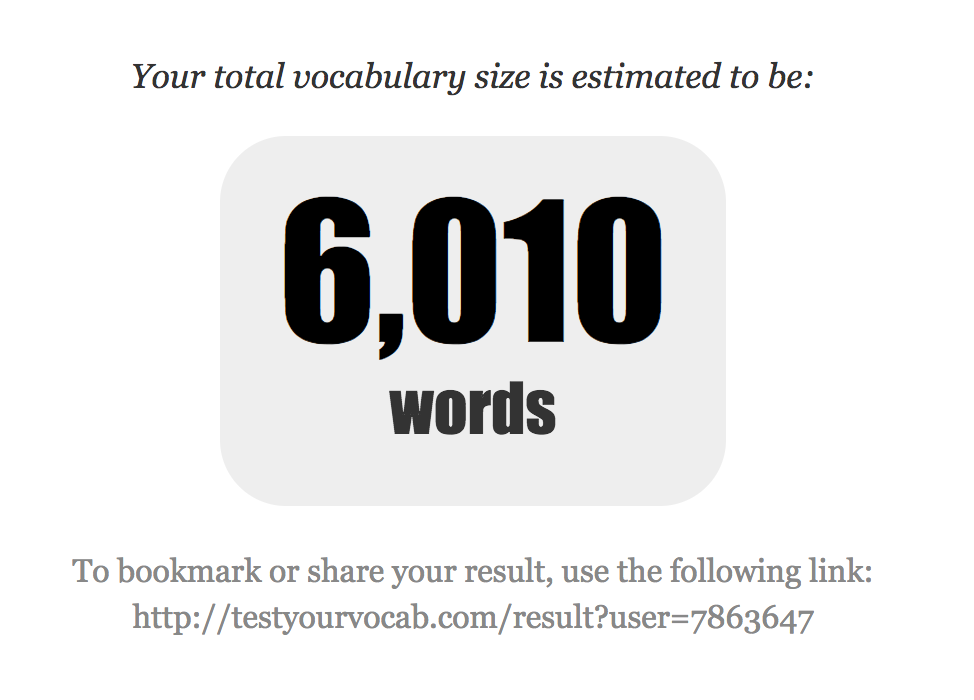 Your total vocabulary size is estimated to be:
6,010
words
To bookmark or share your result, use the following link:
http://testyourvocab.com/result?user=7863647